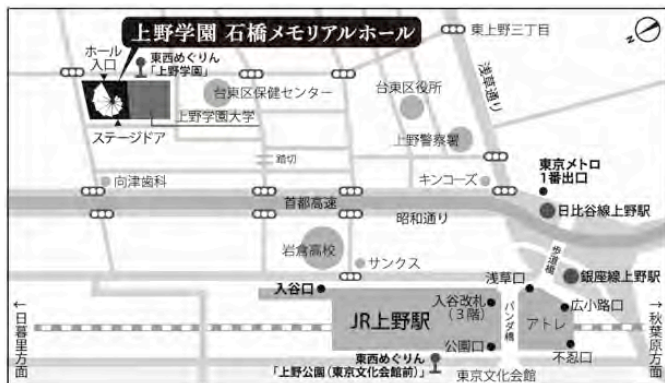 上野学園 石橋メモリアルホール
ホール
入口
東西めぐりん
「上野学園」
東上野三丁目
N
浅草通り
台東区保健センター
台東区役所
上野学園大学
ステージドア
上野警察署
踏切
東京メトロ
1番出口
向津歯科
キンコーズ
首都高速
昭和通り
日比谷線上野駅
岩倉高校
サンクス
歩道橋
銀座線上野駅
入谷口
浅草口
入谷改札
(3階)
広小路口
JR上野駅
パンダ橋
アトレ
←日暮里方面
→秋葉原方面
公園口
不忍口
東西めぐりん
「上野公園(東京文化会館前)」
東京文化会館